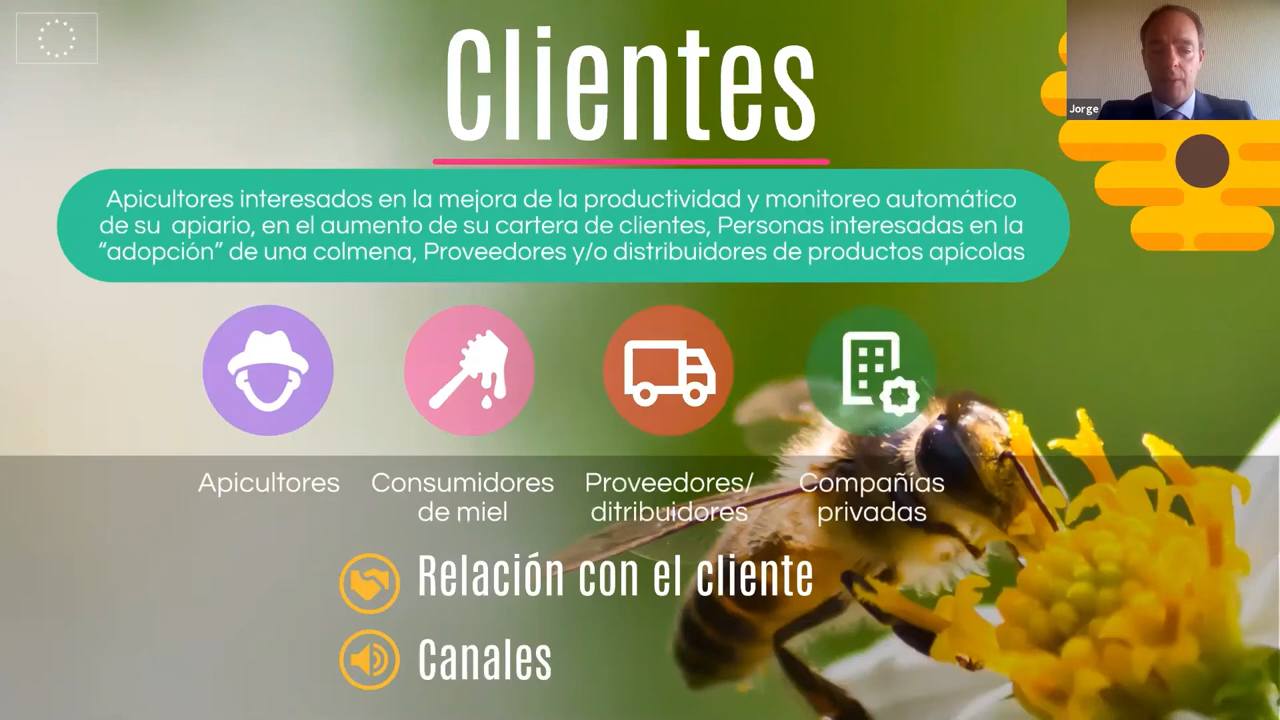 Clientes
Jorge
Apicultores interesados en la mejora de la productividad y monitoreo automático
de su apiario, en el aumento de su cartera de clientes, Personas interesadas en la
“adopción” de una colmena, Proveedores y/o distribuidores de productos apícolas
Apicultores
Consumidores
de miel
Proveedores/
ditribuidores
Compañías
privadas
Relación con el cliente
Canales